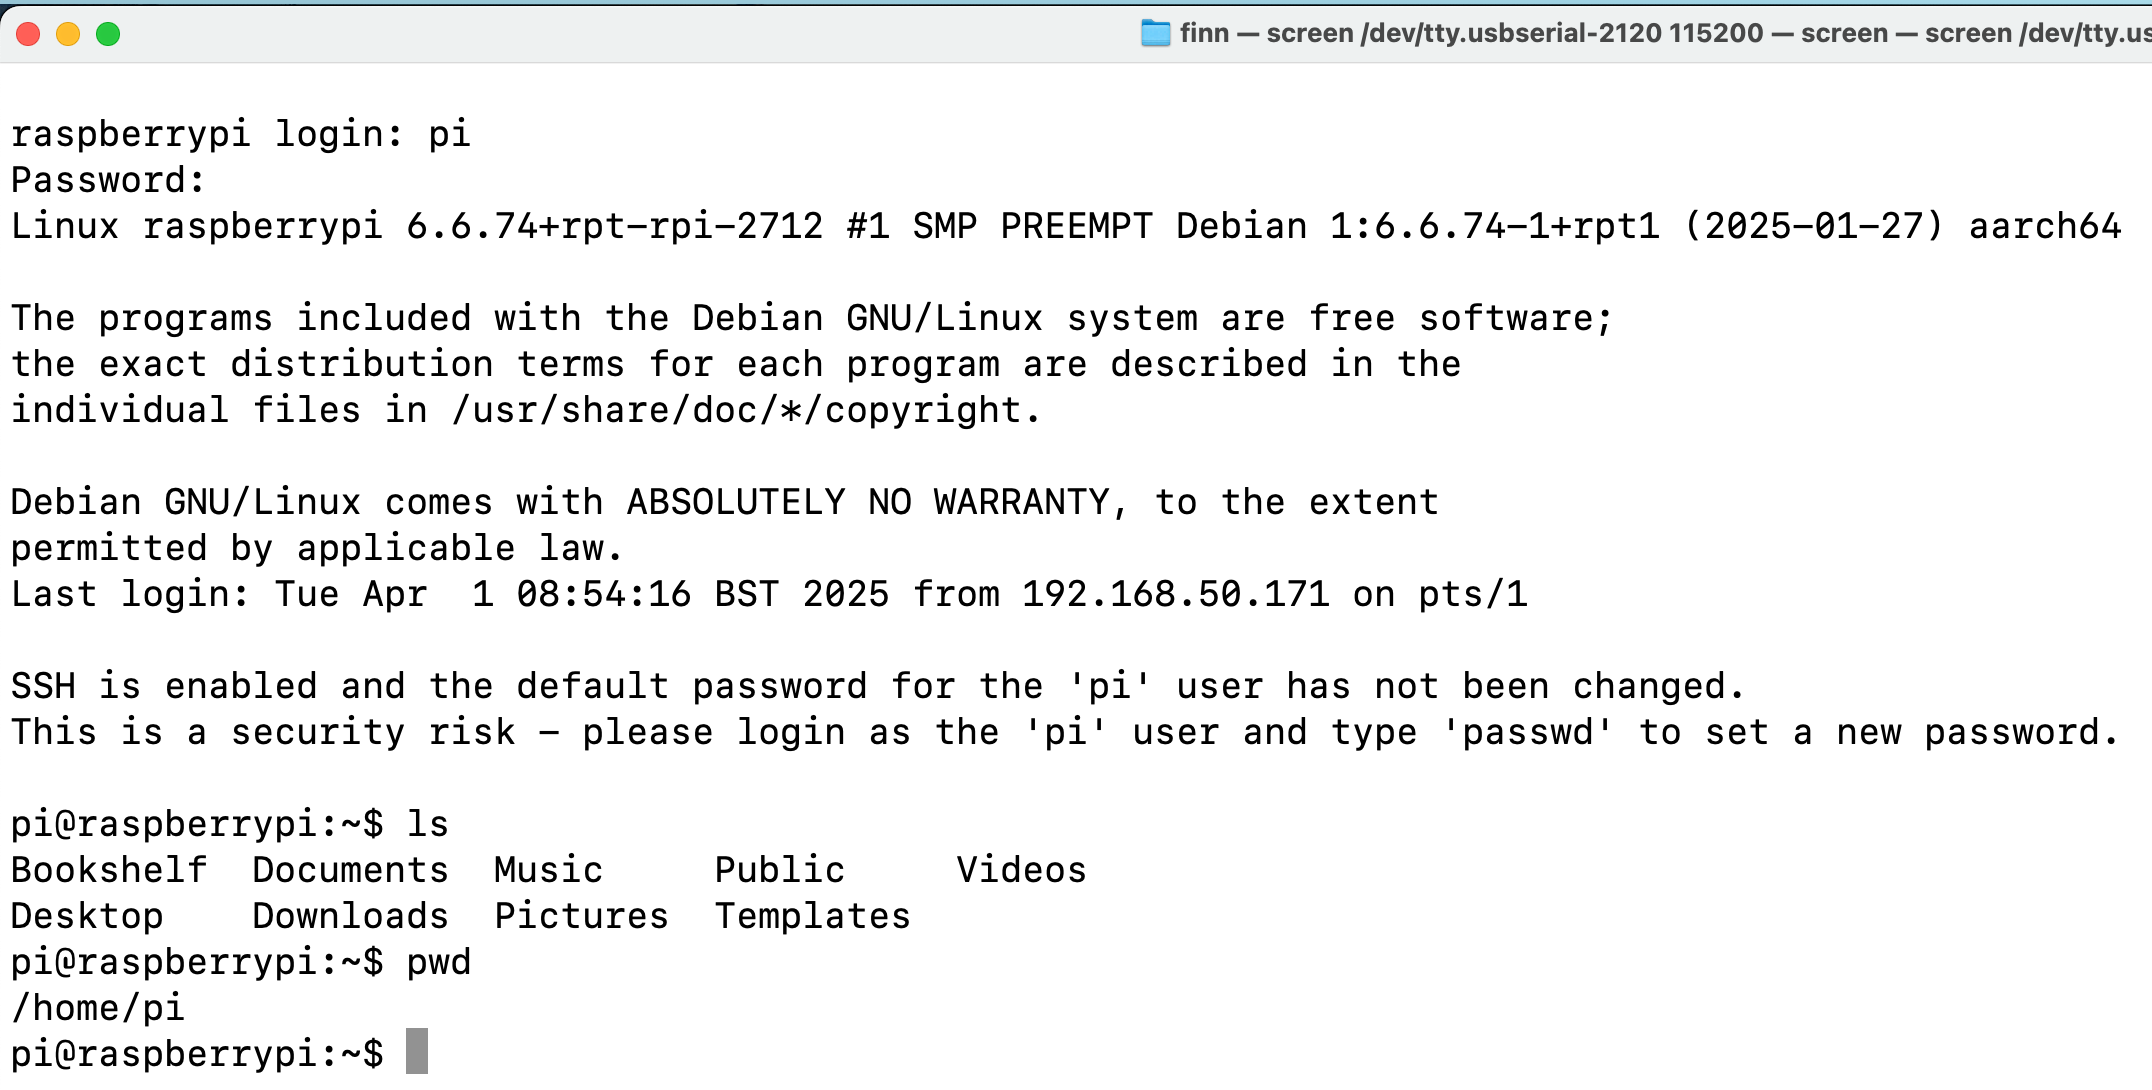 finn — screen /dev/tty.usbserial-2120 115200 — screen — screen /dev/tty.us
raspberrypi login: pi
Password:
Linux raspberrypi 6.6.74+rpt-rpi-2712 #1 SMP PREEMPT Debian 1:6.6.74-1+rpt1 (2025-01-27) aarch64
The programs included with the Debian GNU/Linux system are free software;
the exact distribution terms for each program are described in the
individual files in /usr/share/doc/*/copyright.
Debian GNU/Linux comes with ABSOLUTELY NO WARRANTY, to the extent
permitted by applicable law.
Last login: Tue Apr  1 08:54:16 BST 2025 from 192.168.50.171 on pts/1
SSH is enabled and the default password for the 'pi' user has not been changed.
This is a security risk - please login as the 'pi' user and type 'passwd' to set a new password.
pi@raspberrypi:~$ ls
Bookshelf  Documents  Music     Public     Videos
Desktop    Downloads  Pictures  Templates
pi@raspberrypi:~$ pwd
/home/pi
pi@raspberrypi:~$